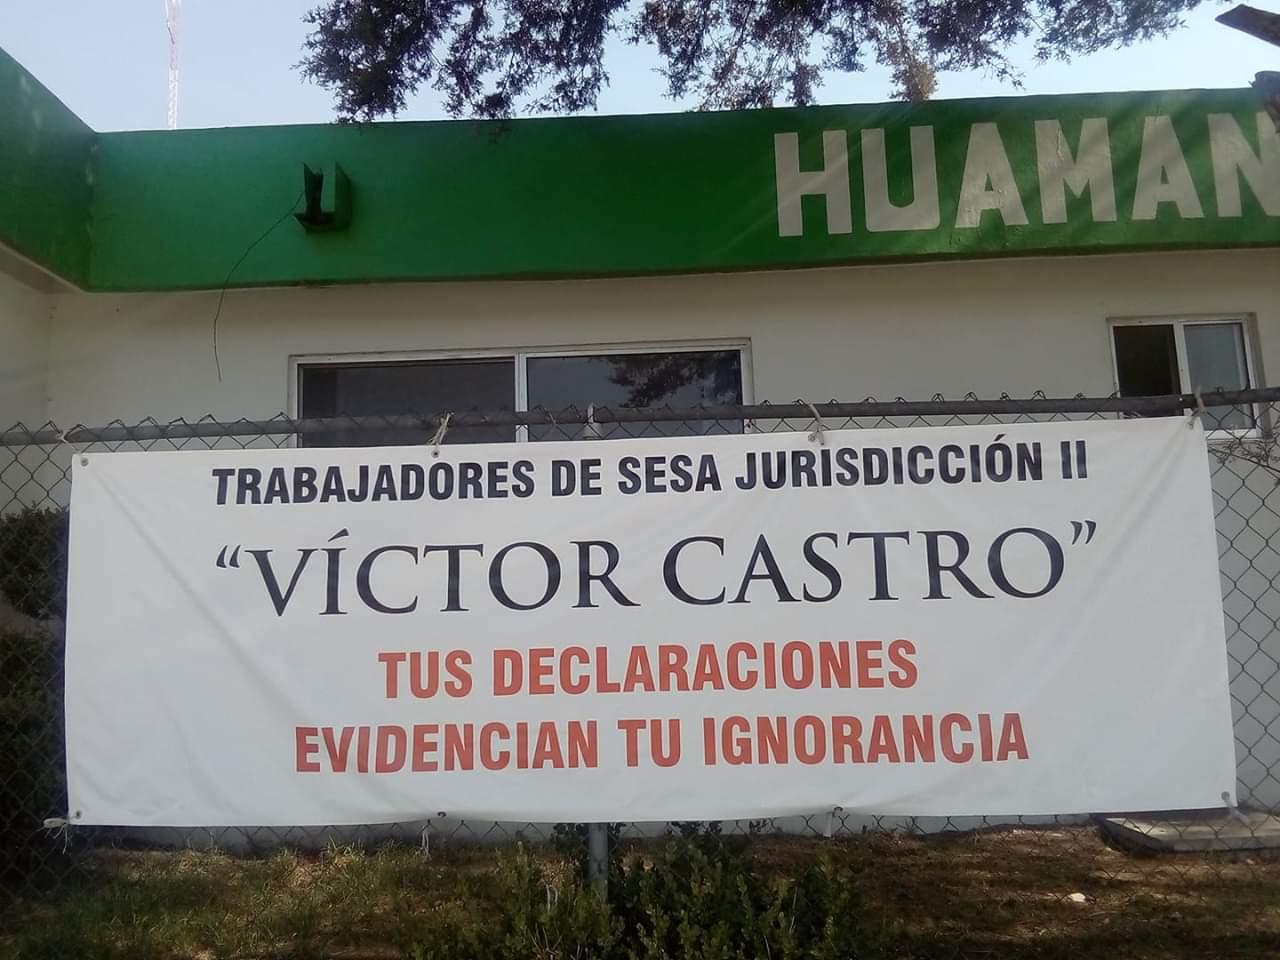 HUAMAN
TRABAJADORES DE SESA JURISDICCIÓN II
“VÍCTOR CASTRO”
TUS DECLARACIONES
EVIDENCIAN TU IGNORANCIA